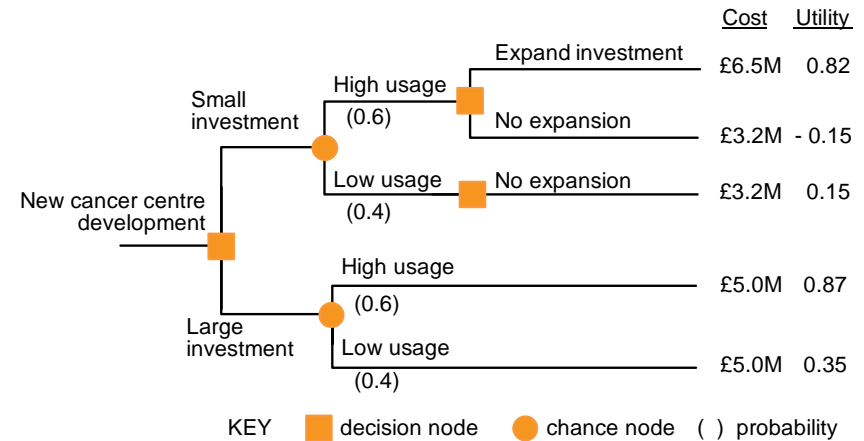 Cost Utility
Expand investment £6.5M 0.82
High usage
Small
investment
(0.6)
No expansion £3.2M - 0.15
Low usage No expansion £3.2M 0.15
New cancer centre
development
(0.4)
High usage £5.0M 0.87
(0.6)
Large
investment
Low usage £5.0M 0.35
(0.4)
KEY decision node chance node ( ) probability